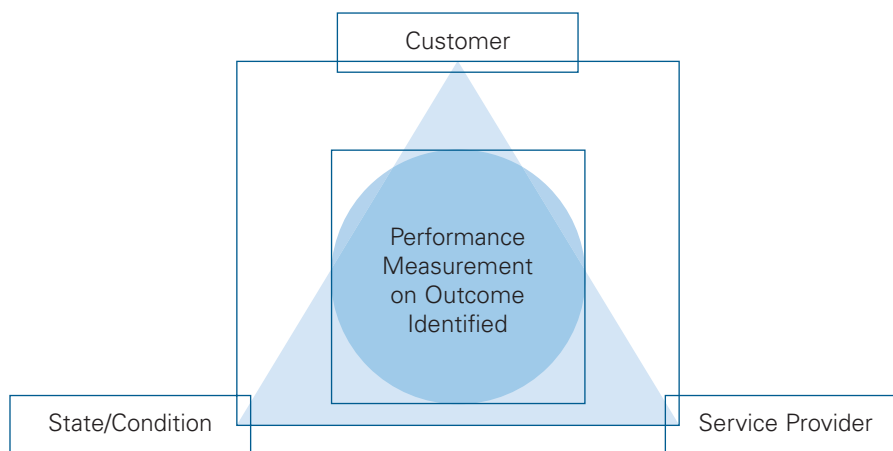 Customer
Performance
Measurement
on Outcome
Identified
State/Condition
Service Provider